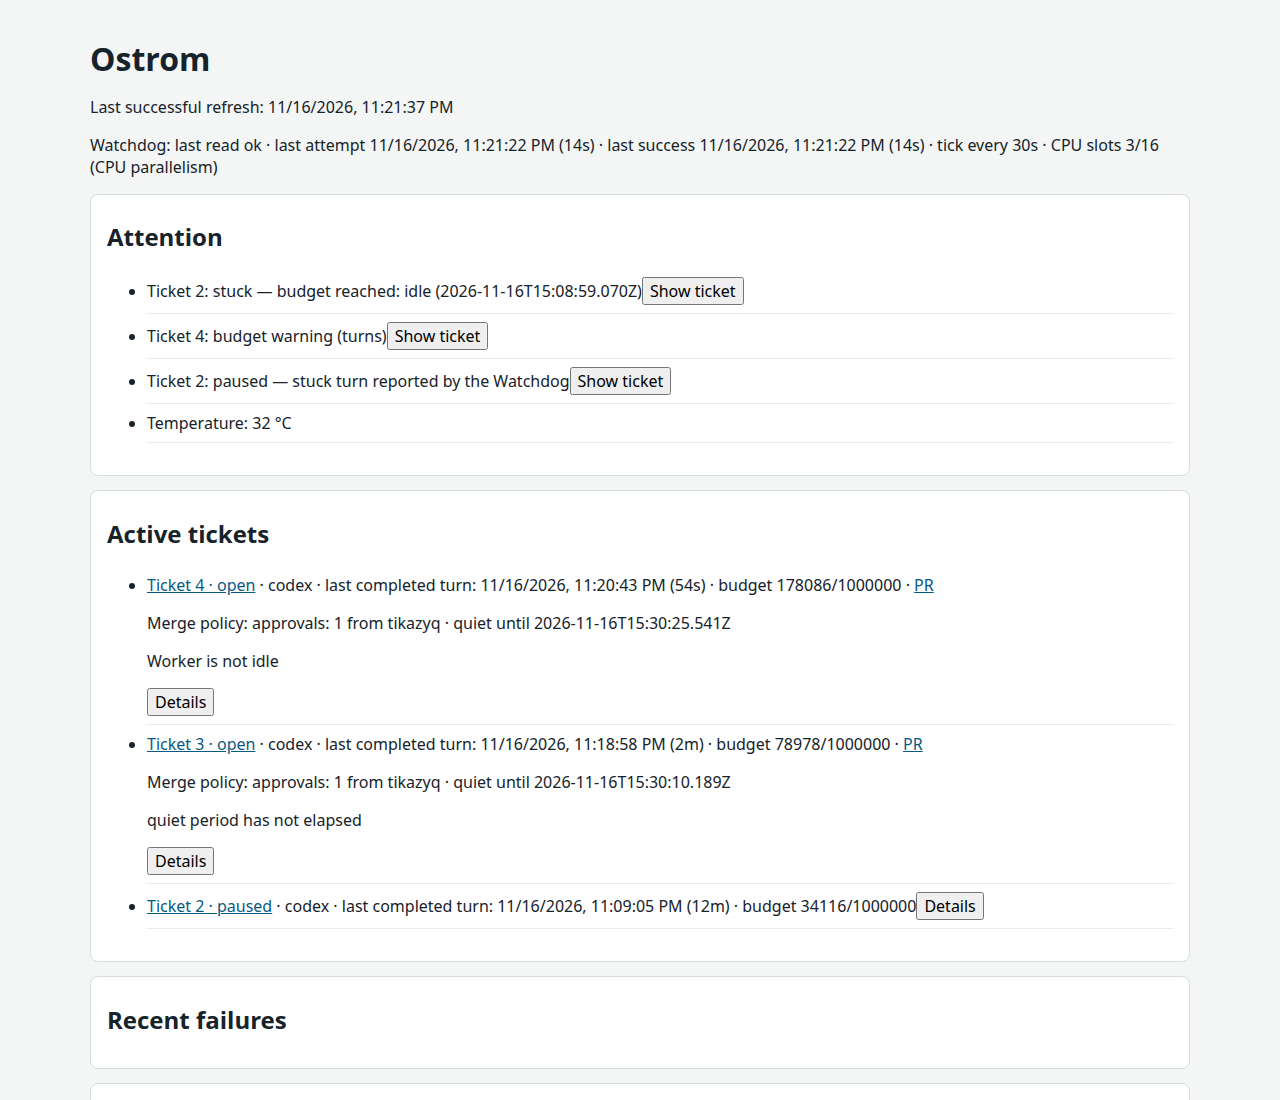 Ostrom
Last successful refresh: 11/16/2026, 11:21:37 PM
Watchdog: last read ok · last attempt 11/16/2026, 11:21:22 PM (14s) · last success 11/16/2026, 11:21:22 PM (14s) · tick every 30s · CPU slots 3/16
(CPU parallelism)
Attention
Ticket 2: stuck — budget reached: idle (2026-11-16T15:08:59.070Z) Show ticket
Ticket 4: budget warning (turns) Show ticket
Ticket 2: paused — stuck turn reported by the Watchdog Show ticket
Temperature: 32 °C
Active tickets
Ticket 4 · open · codex · last completed turn: 11/16/2026, 11:20:43 PM (54s) · budget 178086/1000000 · PR
Merge policy: approvals: 1 from tikazyq · quiet until 2026-11-16T15:30:25.541Z
Worker is not idle
Details
Ticket 3 · open · codex · last completed turn: 11/16/2026, 11:18:58 PM (2m) · budget 78978/1000000 · PR
Merge policy: approvals: 1 from tikazyq · quiet until 2026-11-16T15:30:10.189Z
quiet period has not elapsed
Details
Ticket 2 · paused · codex · last completed turn: 11/16/2026, 11:09:05 PM (12m) · budget 34116/1000000 Details
Recent failures